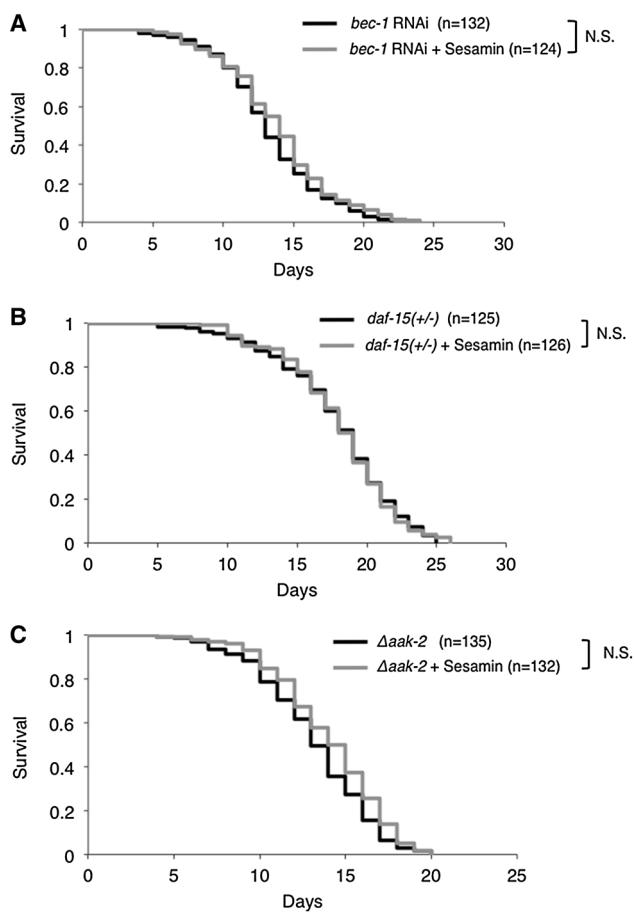 A
bec-1 RNAi (n=132)
bec-1 RNAi + Sesamin (n=124)
N.S.
Survival
1
0.8
0.6
0.4
0.2
0
0 5 10 15 20 25 30
Days
B
daf-15(+/-) (n=125)
daf-15(+/-) + Sesamin (n=126)
N.S.
Survival
1
0.8
0.6
0.4
0.2
0
0 5 10 15 20 25 30
Days
C
Δaak-2 (n=135)
Δaak-2 + Sesamin (n=132)
N.S.
Survival
1
0.8
0.6
0.4
0.2
0
0 5 10 15 20 25
Days